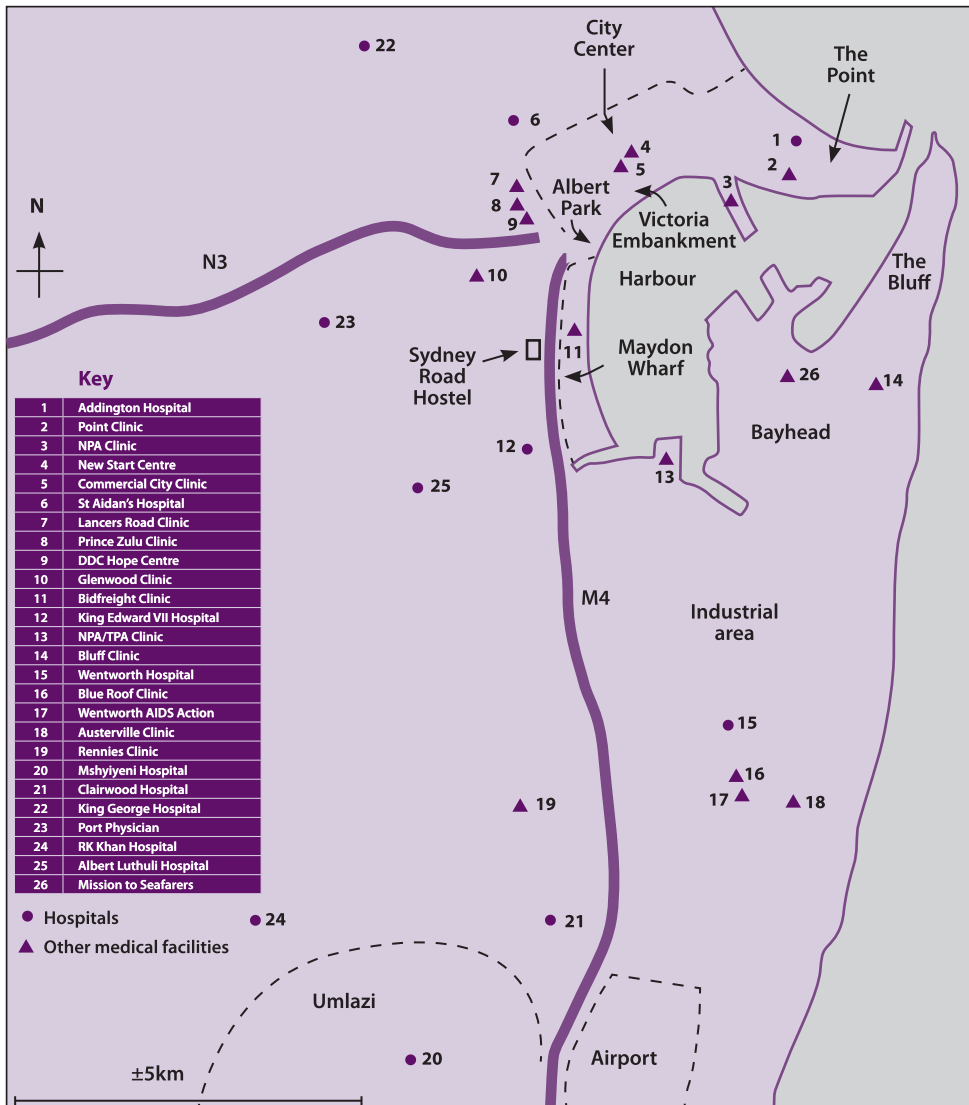 22
City
Center
The
Point
6
1
4
5
2
7
8
9
Albert
Park
3
N
Victoria
Embankment
N3
10
Harbour
The
Bluff
23
Sydney
Road
Hostel
11
Maydon
Wharf
26
14
Key
Bayhead
12
13
25
1 Addington Hospital
2 Point Clinic
3 NPA Clinic
4 New Start Centre
5 Commercial City Clinic
6 St Aidan's Hospital
7 Lancers Road Clinic
8 Prince Zulu Clinic
9 DDC Hope Centre
10 Glenwood Clinic
11 Bidfreight Clinic
12 King Edward VII Hospital
13 NPA/TPA Clinic
14 Bluff Clinic
15 Wentworth Hospital
16 Blue Roof Clinic
17 Wentworth AIDS Action
18 Austerville Clinic
19 Rennies Clinic
20 Mshyiyeni Hospital
21 Clairwood Hospital
22 King George Hospital
23 Port Physician
24 RK Khan Hospital
25 Albert Luthuli Hospital
26 Mission to Seafarers
M4
Industrial
area
15
16
17
18
19
Hospitals
Other medical facilities
24
21
Umlazi
20
Airport
±5km